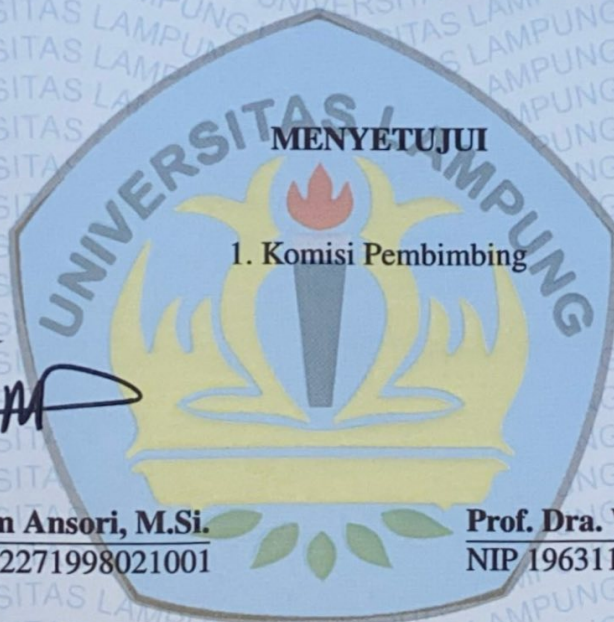 UNIVERSITAS LAMPUNG
MENYETUJUI
1. Komisi Pembimbing
Ansori, M.Si. Prof. Dra.
2271998021001 NIP 196311